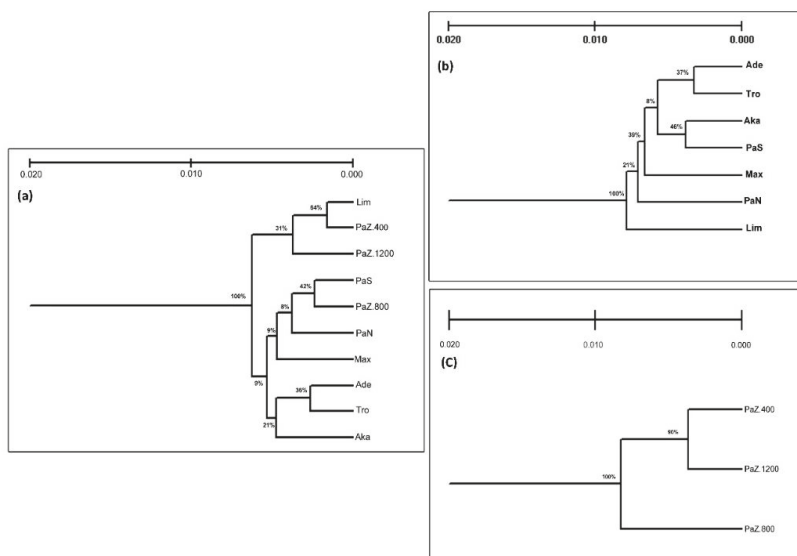 0.020 0.010 0.000
(a)
Lim
54%
PaZ.400
31%
PaZ.1200
PaS
42%
PaZ.800
8%
100%
PaN
9%
Max
0%
Ade
36%
Tro
21%
Aka
0.020 0.010 0.000
(b)
Ade
37%
Tro
8%
Aka
46%
PaS
39%
Max
21%
PaN
100%
Lim
0.020 0.010 0.000
(C)
PaZ.400
90%
PaZ.1200
100%
PaZ.800